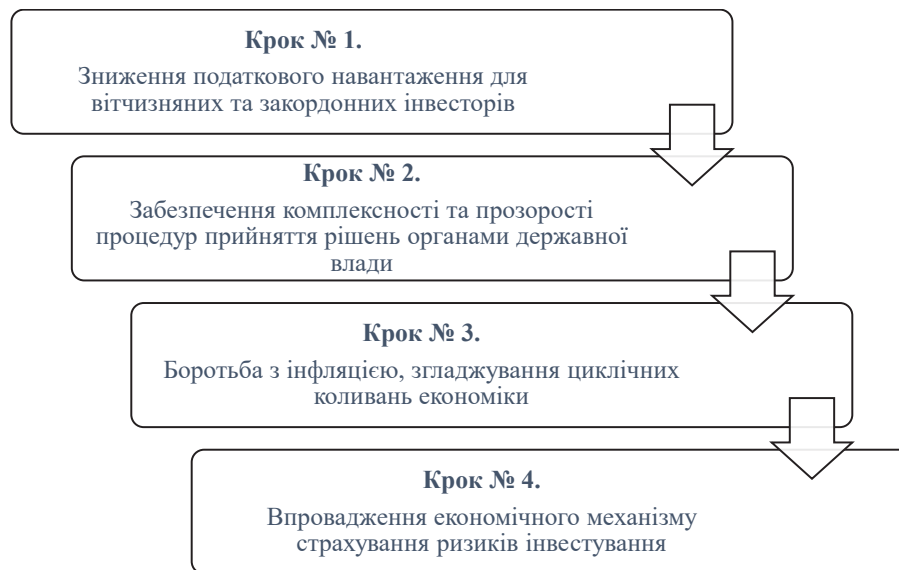 Крок № 1.
Зниження податкового навантаження для
вітчизняних та закордонних інвесторів
Крок № 2.
Забезпечення комплексності та прозорості
процедур прийняття рішень органами державної
влади
Крок № 3.
Боротьба з інфляцією, згладжування циклічних
коливань економіки
Крок № 4.
Впровадження економічного механізму
страхування ризиків інвестування